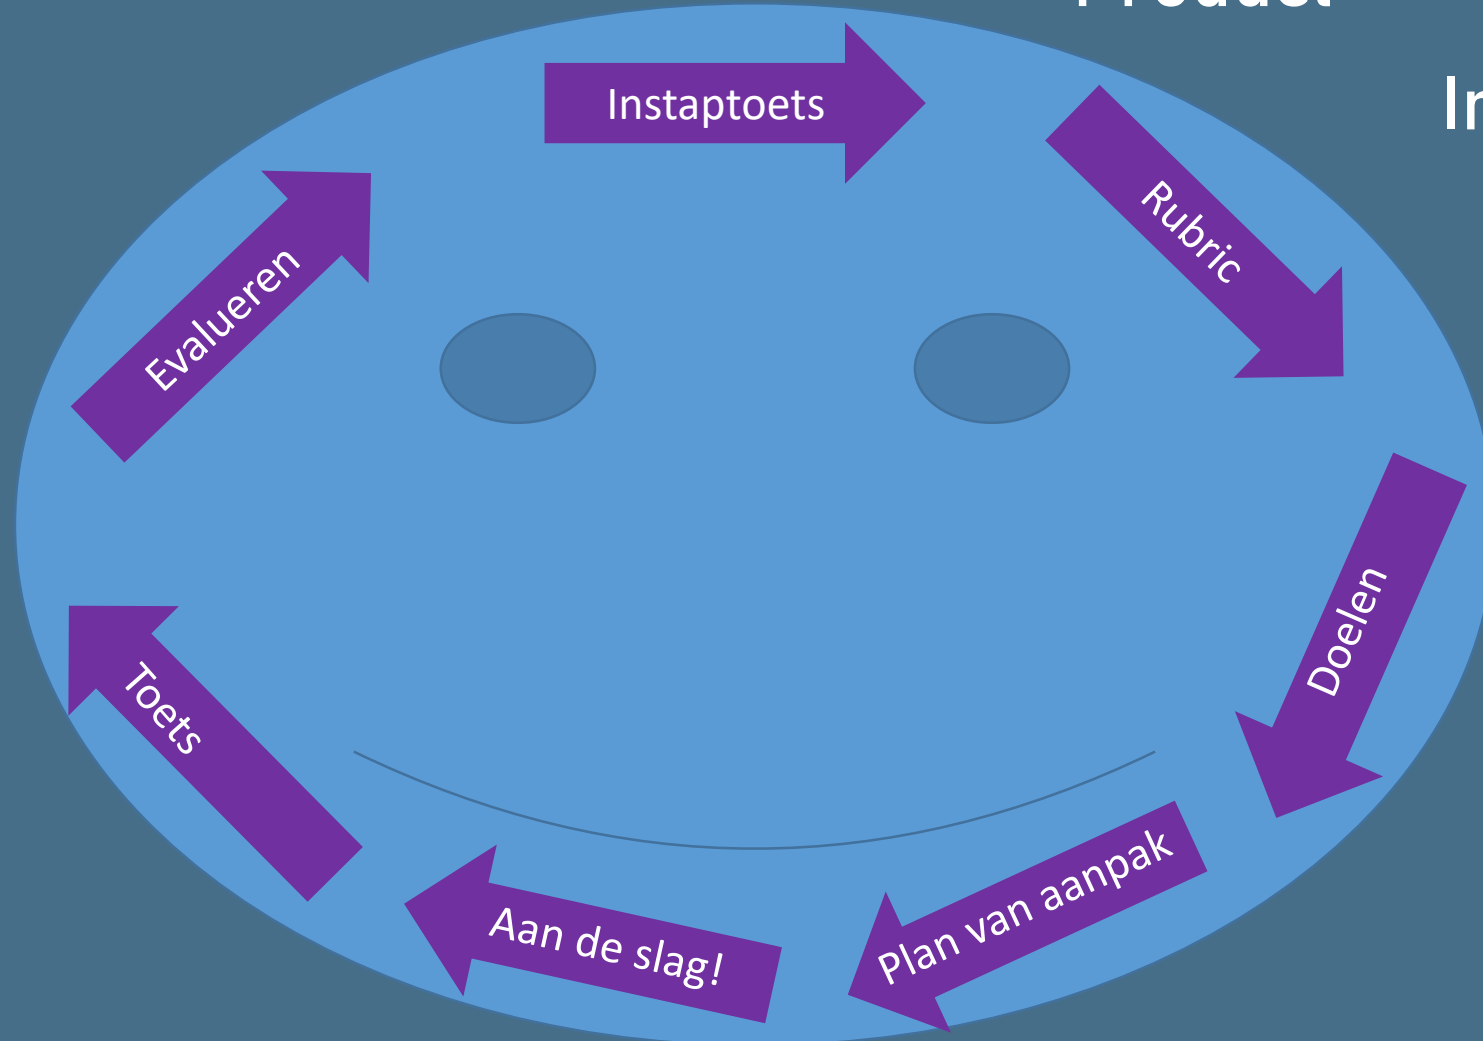 Instaptoets
Rubric
Doelen
Plan van aanpak
Aan de slag!
Toets
Evalueren